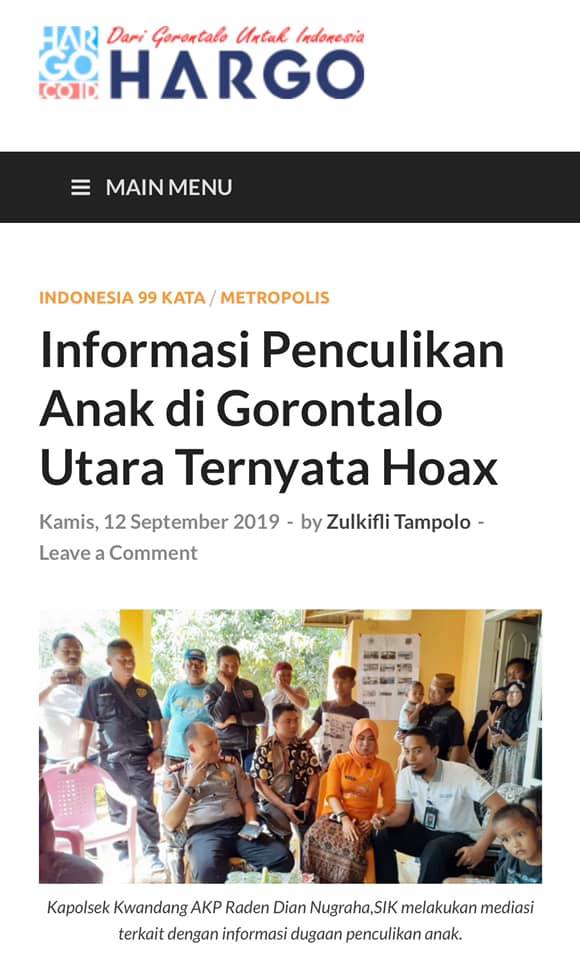 HAR
GO
.CO.ID
Dari Gorontalo Untuk Indonesia
HARGO
MAIN MENU
INDONESIA 99 KATA / METROPOLIS
Informasi Penculikan
Anak di Gorontalo
Utara Ternyata Hoax
Kamis, 12 September 2019 - by Zulkifli Tampolo -
Leave a Comment
Kapolsek Kwandang AKP Raden Dian Nugraha,SIK melakukan mediasi
terkait dengan informasi dugaan penculikan anak.